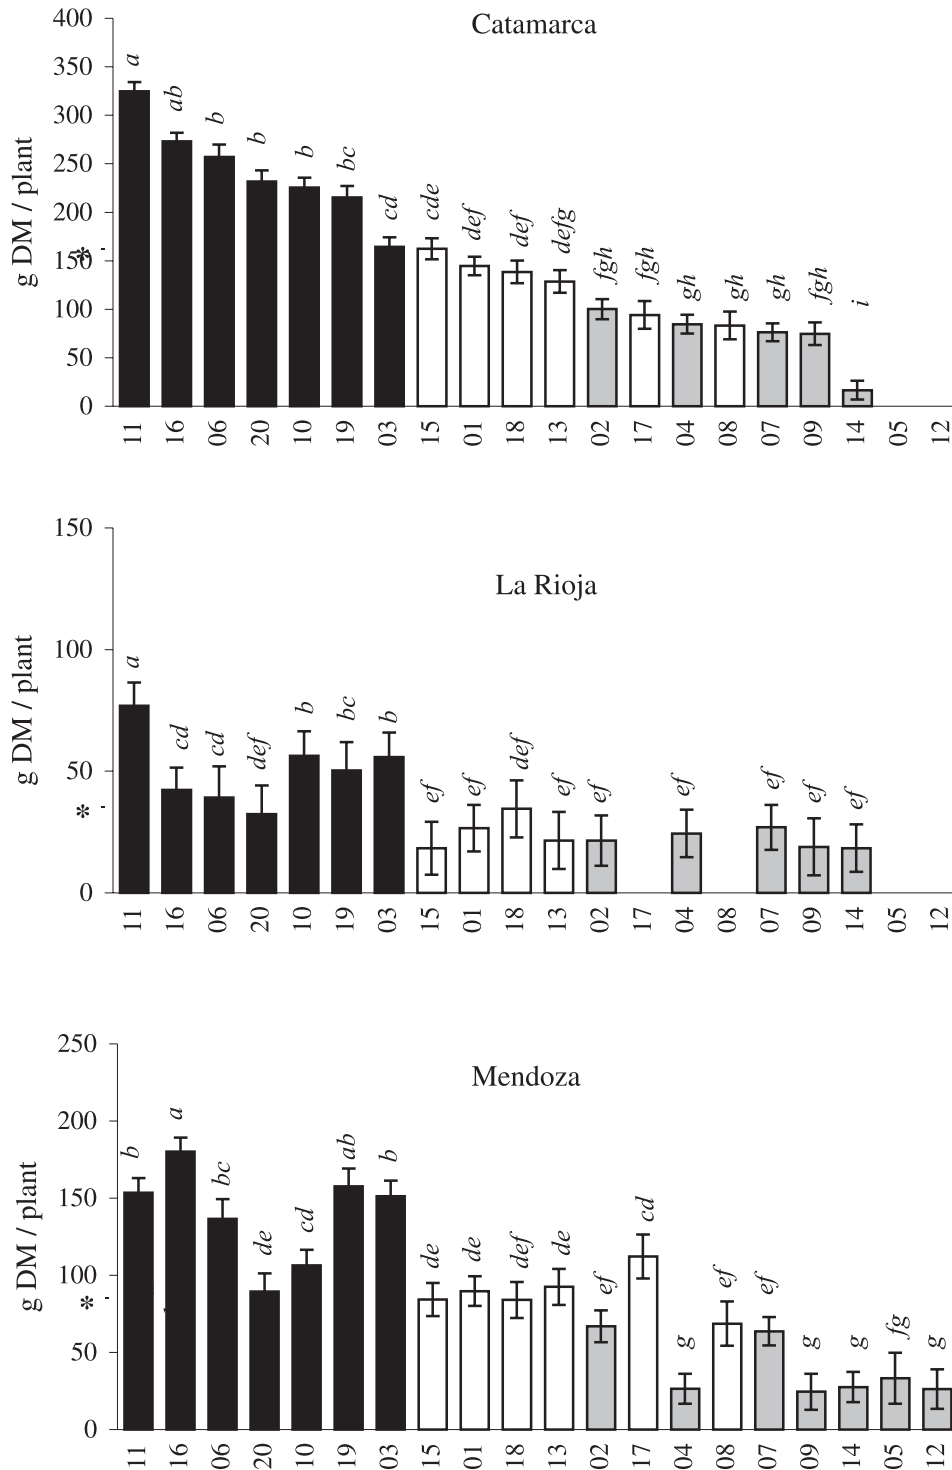 Catamarca
g DM / plant
400
350
300
250
200
150
100
50
0
*
a
ab
b
b
b
bc
cd
cde
def
def
defg
fgh
fgh
gh
gh
gh
fgh
i
11 16 06 20 10 19 03 15 01 18 13 02 17 04 08 07 09 14 05 12
La Rioja
g DM / plant
150
100
50
0
*
a
cd
cd
def
b
bc
b
ef
ef
def
ef
ef
ef
ef
ef
ef
11 16 06 20 10 19 03 15 01 18 13 02 17 04 08 07 09 14 05 12
Mendoza
g DM / plant
250
200
150
100
50
0
*
b
a
bc
de
cd
ab
b
de
de
def
de
ef
cd
g
ef
ef
g
g
fg
g
11 16 06 20 10 19 03 15 01 18 13 02 17 04 08 07 09 14 05 12